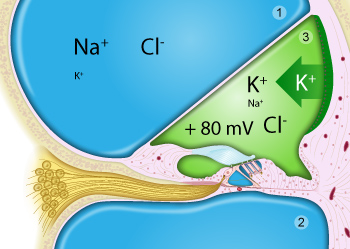 1
Na⁺ Cl⁻
K⁺
3
K⁺
K⁺
Na⁺
+ 80 mV Cl⁻
2